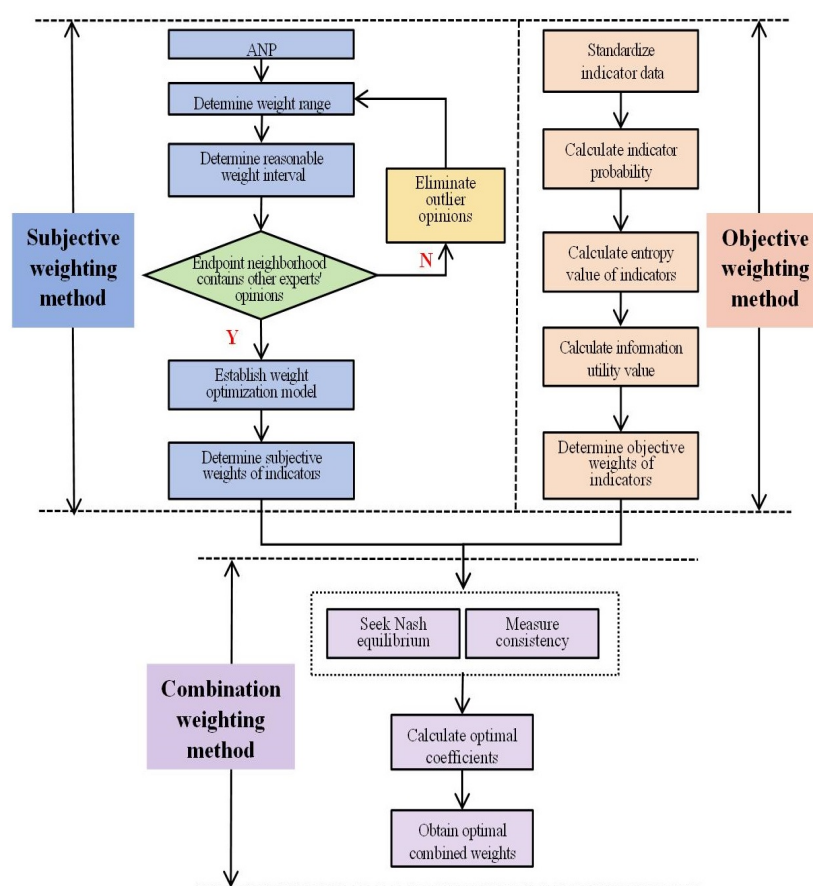 ANP
Determine weight range
Determine reasonable
weight interval
Eliminate
outlier
opinions
Subjective
weighting
method
Endpoint neighborhood
contains other experts'
opinions
N
Y
Establish weight
optimization model
Determine subjective
weights of indicators
Standardize
indicator data
Calculate indicator
probability
Calculate entropy
value of indicators
Calculate information
utility value
Determine objective
weights of
indicators
Objective
weighting
method
Seek Nash
equilibrium
Measure
consistency
Combination
weighting
method
Calculate optimal
coefficients
Obtain optimal
combined weights